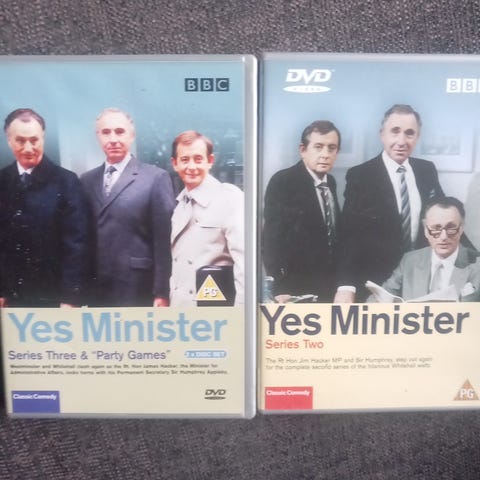 BBC
PG
Yes Minister
Series Three & "Party Games"
2 x DISC SET
Westminster and Whitehall clash again as the Rt. Hon James Hacker, the Minister for
Administrative Affairs, locks horns with his Permanent Secretary Sir Humphrey Appleby.
Classic Comedy
DVD
DVD
VIDEO
BB
Yes Minister
Series Two
The Rt Hon Jim Hacker MP and Sir Humphrey, step out again
for the complete second series of the hilarious Whitehall waltz
Classic Comedy
PG